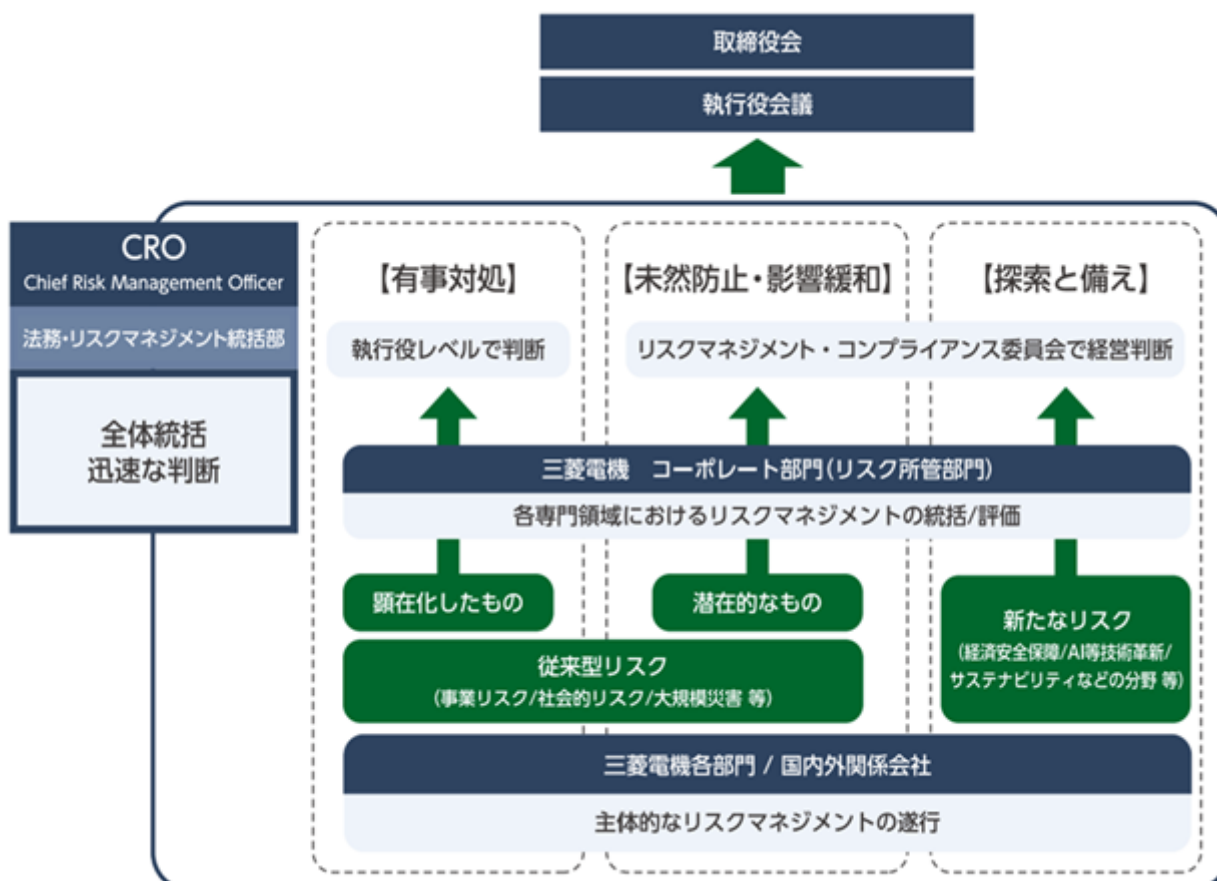 取締役会
執行役会議
CRO
Chief Risk Management Officer
法務・リスクマネジメント統括部
全体統括
迅速な判断
【有事対処】
【未然防止・影響緩和】
【探索と備え】
執行役レベルで判断
リスクマネジメント・コンプライアンス委員会で経営判断
三菱電機　コーポレート部門(リスク所管部門)
各専門領域におけるリスクマネジメントの統括/評価
顕在化したもの
潜在的なもの
従来型リスク
(事業リスク/社会的リスク/大規模災害 等)
新たなリスク
(経済安全保障/AI等技術革新/
サステナビリティなどの分野 等)
三菱電機各部門 / 国内外関係会社
主体的なリスクマネジメントの遂行